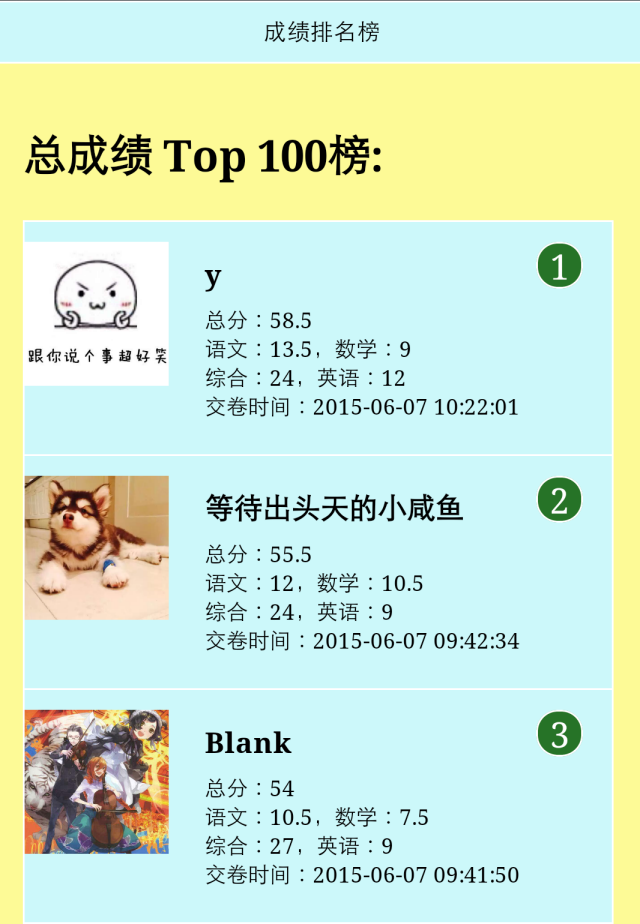 成绩排名榜
总成绩 Top 100榜:
跟你说个事超好笑
y
1
总分：58.5
语文：13.5，数学：9
综合：24，英语：12
交卷时间：2015-06-07 10:22:01
等待出头天的小咸鱼
2
总分：55.5
语文：12，数学：10.5
综合：24，英语：9
交卷时间：2015-06-07 09:42:34
Blank
3
总分：54
语文：10.5，数学：7.5
综合：27，英语：9
交卷时间：2015-06-07 09:41:50